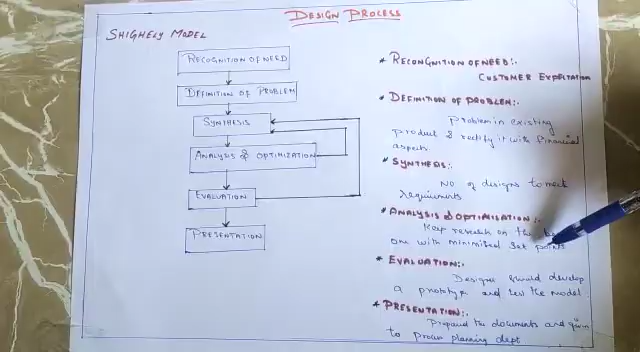 DESIGN PROCESS
SHIGHELY MODEL
RECOGNITION OF NEED
DEFINITION OF PROBLEM
SYNTHESIS
ANALYSIS & OPTIMIZATION
EVALUATION
PRESENTATION
* RECONGNITION OF NEED:-
CUSTOMER EXPECTATION
* DEFINITION OF PROBLEM:-
Problem in existing
product & rectify it with financial
aspects.
* SYNTHESIS:-
NO of designs to meet
requirements
* ANALYSIS & OPTIMISATION:-
Keep research on the
one with minimised set points
* EVALUATION:-
Designer should develop
a prototype and test the model
* PRESENTATION:-
Prepared the documents and given
to planning dept